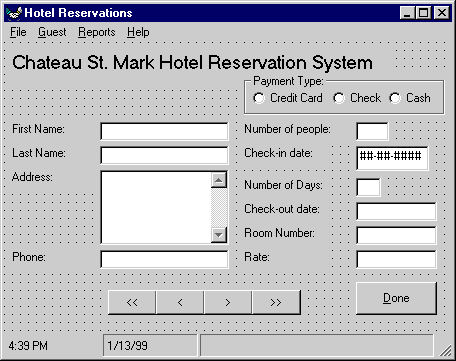 Hotel Reservations
File Guest Reports Help
Chateau St. Mark Hotel Reservation System
Payment Type:
Credit Card Check Cash
First Name:
Last Name:
Address:
Phone:
Number of people:
Check-in date: ##-##-####
Number of Days:
Check-out date:
Room Number:
Rate:
<< < > >>
Done
4:39 PM 1/13/99